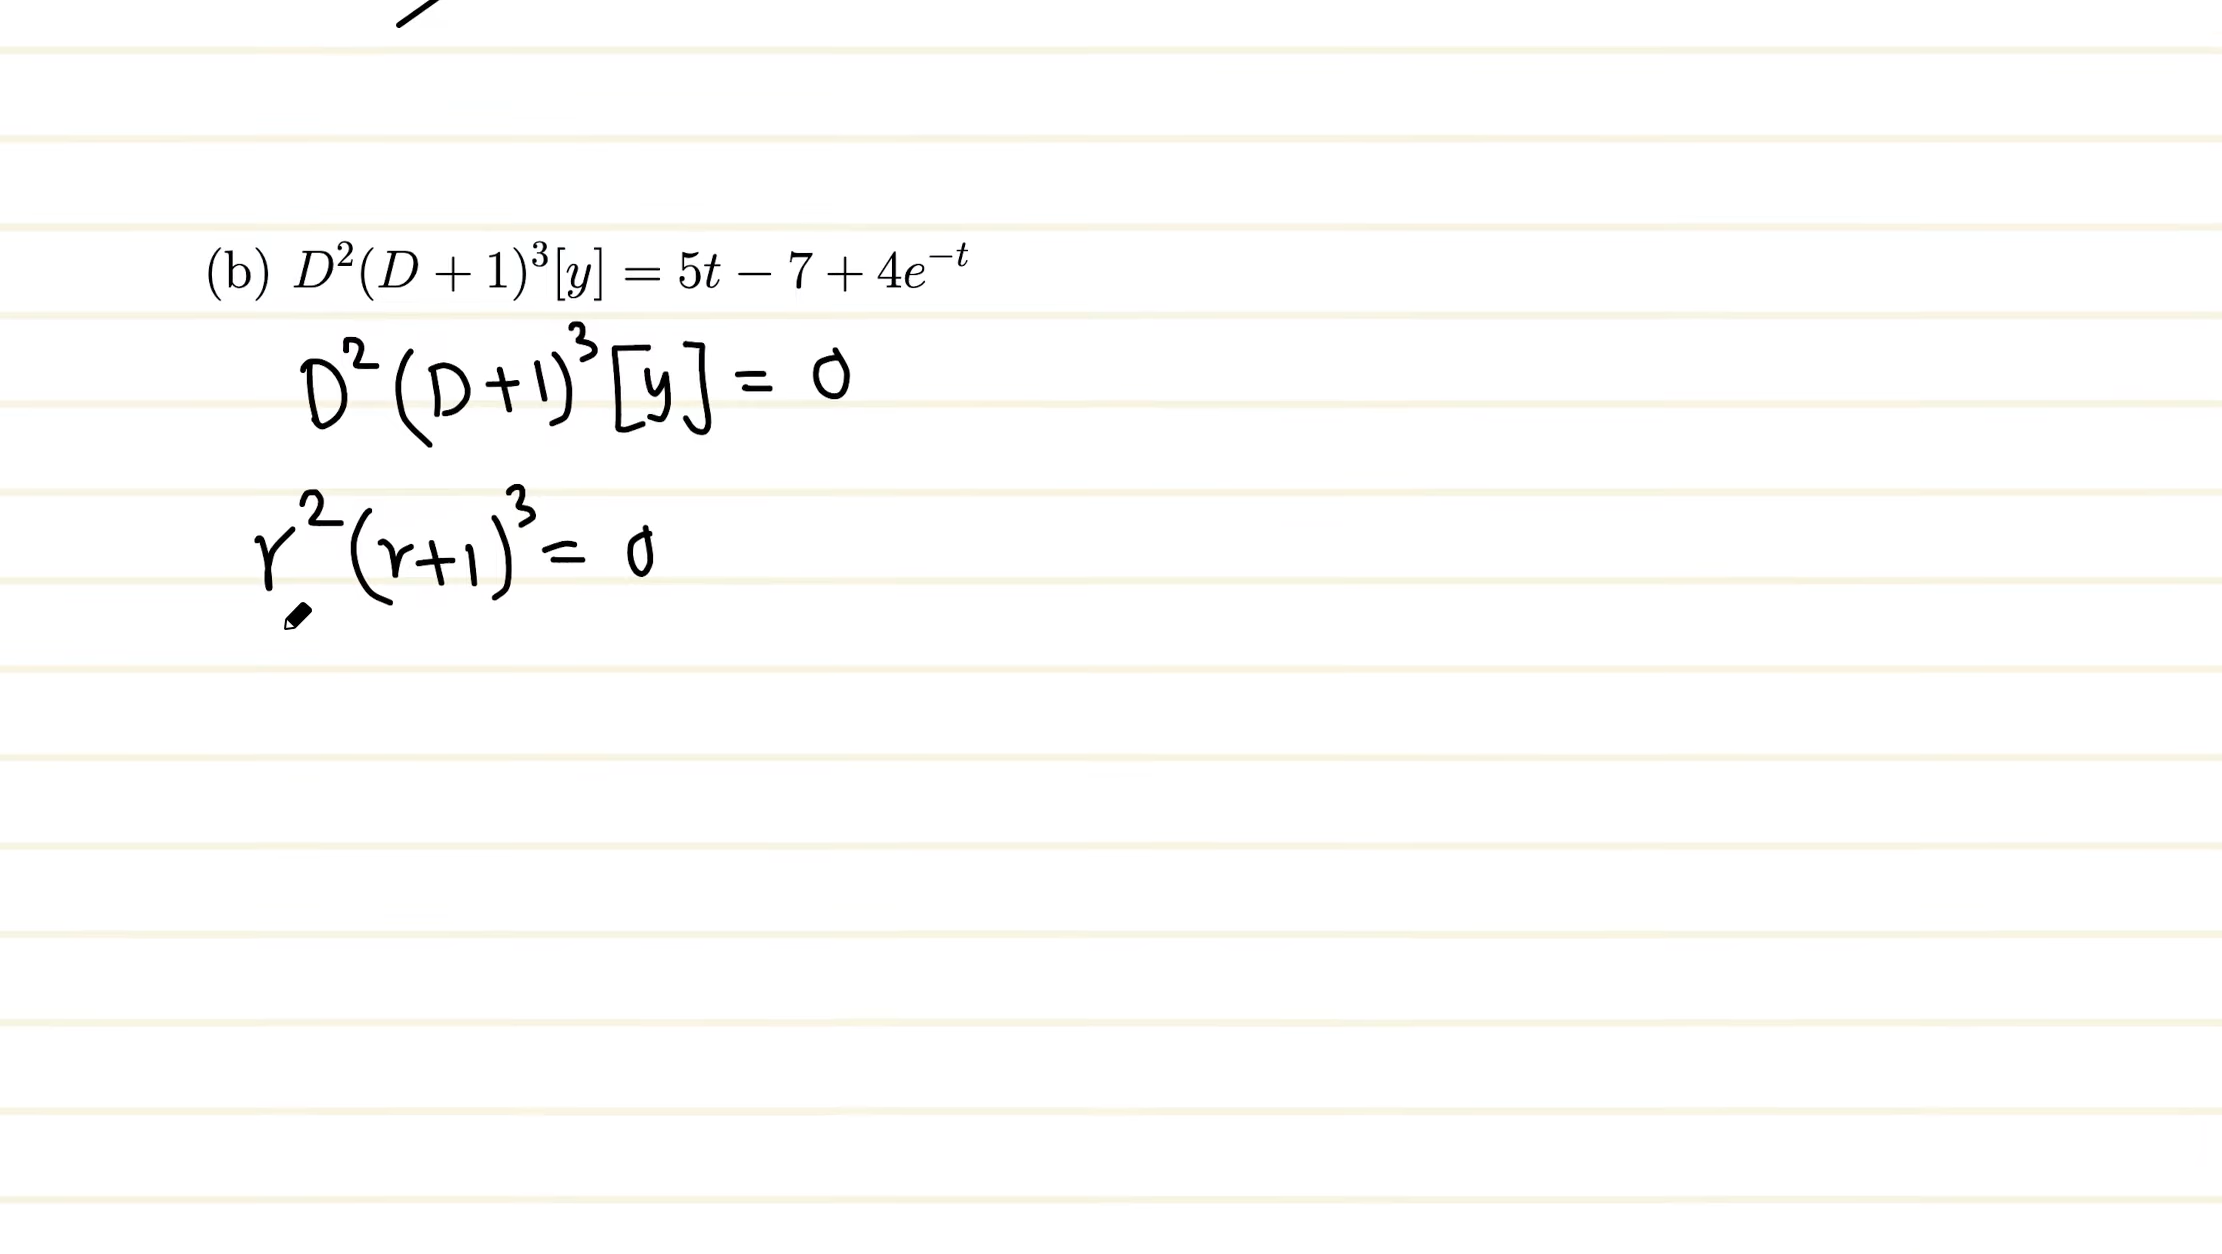 (b) D²(D + 1)³[y] = 5t − 7 + 4e⁻ᵗ
D²(D+1)³[y] = 0
r²(r+1)³ = 0